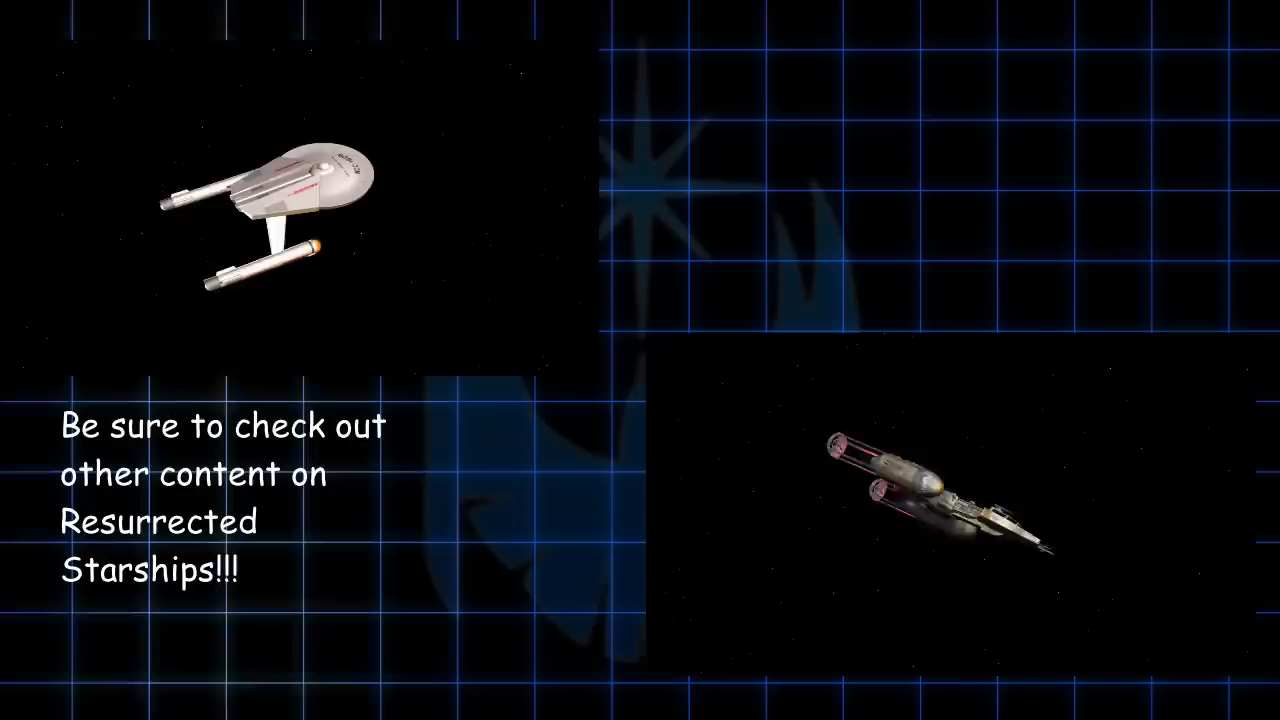 Be sure to check out
other content on
Resurrected
Starships!!!